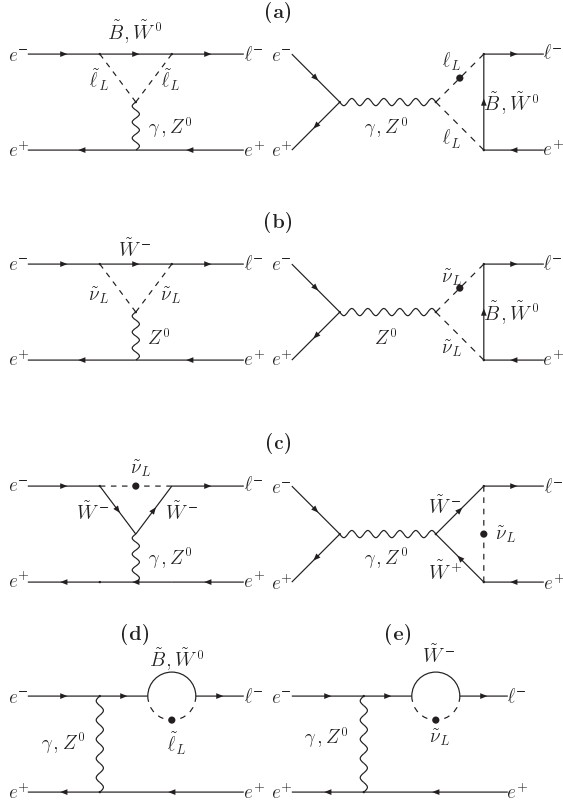 (a)
B̃, W̃⁰
e⁻ ℓ⁻ e⁻ ℓ⁻
ℓ̃_L ℓ̃_L ℓ_L
γ, Z⁰ γ, Z⁰ B̃, W̃⁰
ℓ_L
e⁺ e⁺ e⁺ e⁺
(b)
W̃⁻
e⁻ ℓ⁻ e⁻ ℓ⁻
ν̃_L ν̃_L ν̃_L
Z⁰ Z⁰ B̃, W̃⁰
ν̃_L
e⁺ e⁺ e⁺ e⁺
(c)
ν̃_L
e⁻ ℓ⁻ e⁻ ℓ⁻
W̃⁻ W̃⁻ W̃⁻
γ, Z⁰ γ, Z⁰ ν̃_L
W̃⁺
e⁺ e⁺ e⁺ e⁺
(d) (e)
B̃, W̃⁰ W̃⁻
e⁻ ℓ⁻ e⁻ ℓ⁻
γ, Z⁰ ℓ̃_L γ, Z⁰ ν̃_L
e⁺ e⁺ e⁺ e⁺